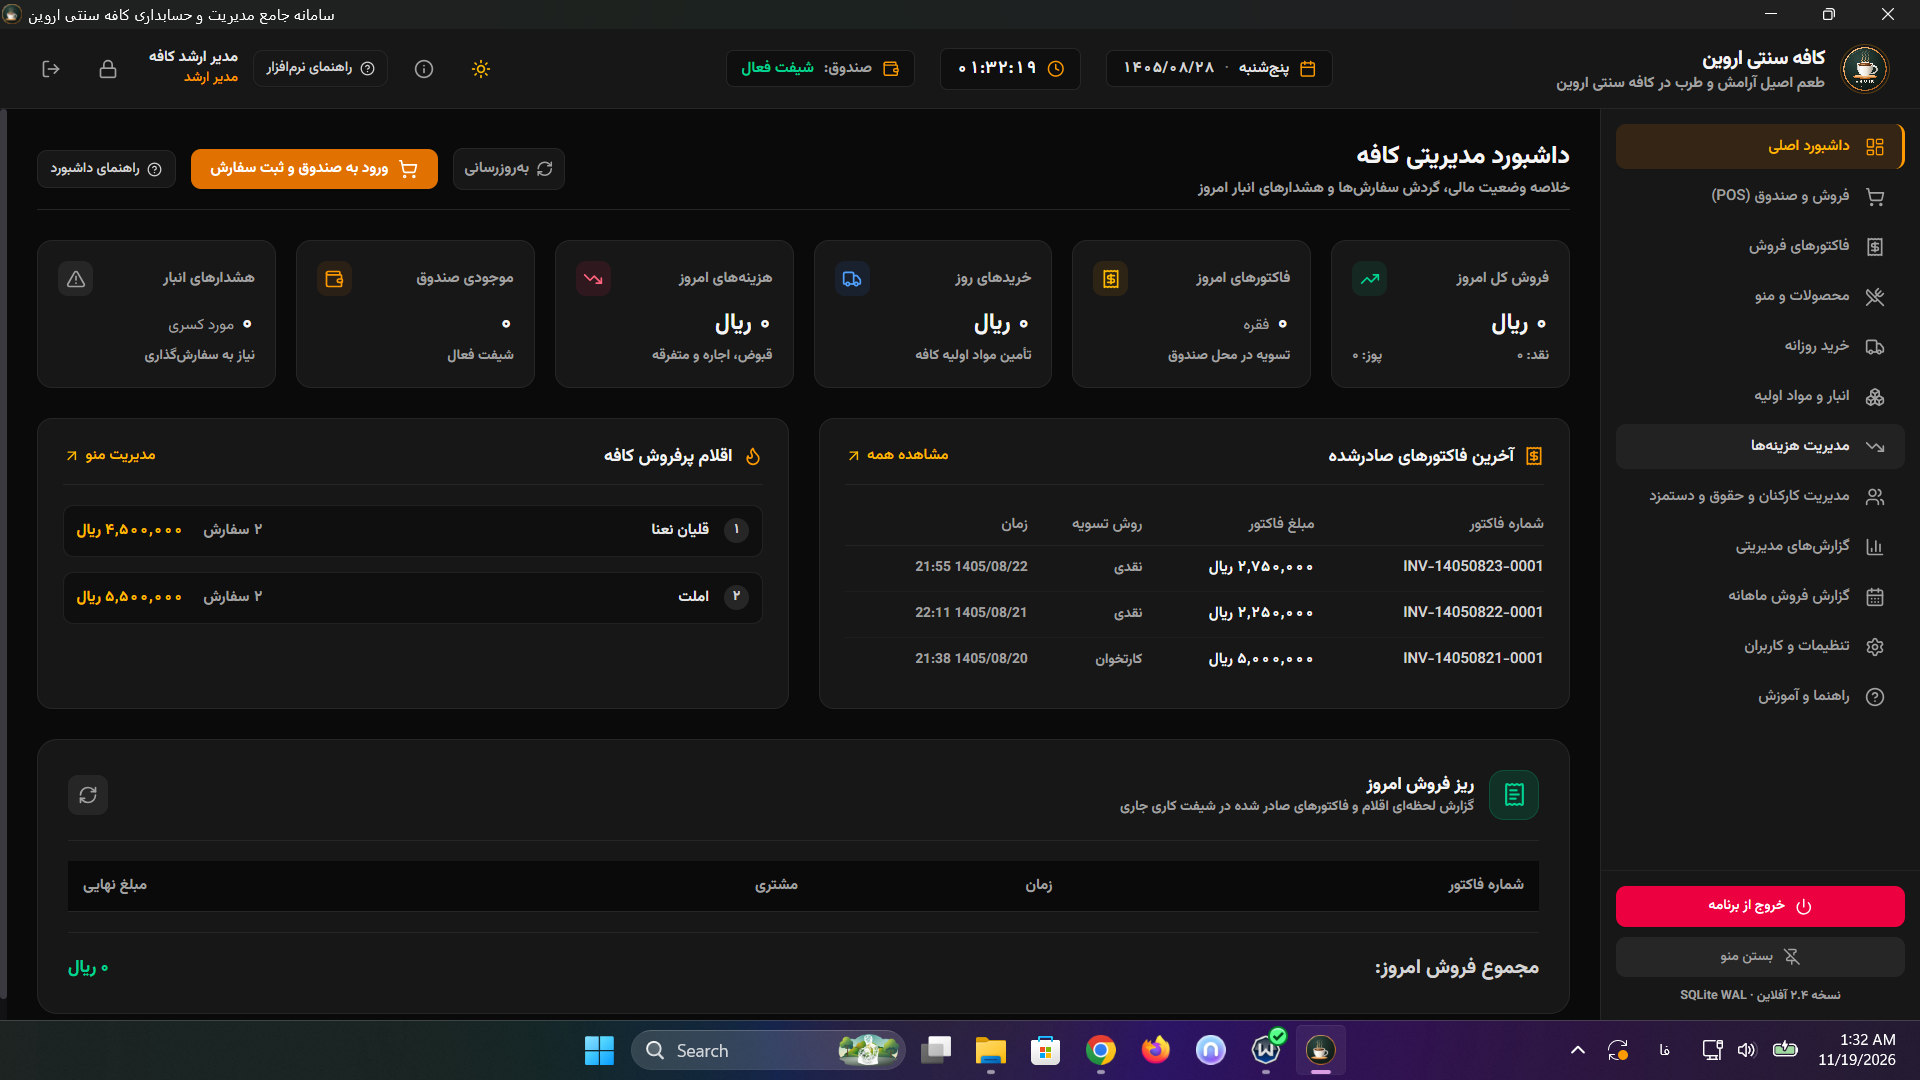 سامانه جامع مدیریت و حسابداری کافه سنتی اروین
کافه سنتی اروین
طعم اصیل آرامش و طرب در کافه سنتی اروین
پنج‌شنبه · ۱۴۰۵/۰۸/۲۸
۰۱:۳۲:۱۹
صندوق: شیفت فعال
راهنمای نرم‌افزار
مدیر ارشد کافه
مدیر ارشد
داشبورد اصلی
فروش و صندوق (POS)
فاکتورهای فروش
محصولات و منو
خرید روزانه
انبار و مواد اولیه
مدیریت هزینه‌ها
مدیریت کارکنان و حقوق و دستمزد
گزارش‌های مدیریتی
گزارش فروش ماهانه
تنظیمات و کاربران
راهنما و آموزش
خروج از برنامه
بستن منو
نسخه ۲.۴ آفلاین · SQLite WAL
داشبورد مدیریتی کافه
خلاصه وضعیت مالی، گردش سفارش‌ها و هشدارهای انبار امروز
به‌روزرسانی
ورود به صندوق و ثبت سفارش
راهنمای داشبورد
فروش کل امروز
۰ ریال
نقد: ۰ پوز: ۰
فاکتورهای امروز
۰ فقره
تسویه در محل صندوق
خریدهای روز
۰ ریال
تأمین مواد اولیه کافه
هزینه‌های امروز
۰ ریال
قبوض، اجاره و متفرقه
موجودی صندوق
۰
شیفت فعال
هشدارهای انبار
۰ مورد کسری
نیاز به سفارش‌گذاری
آخرین فاکتورهای صادرشده
مشاهده همه
شماره فاکتور مبلغ فاکتور روش تسویه زمان
INV-14050823-0001 ۲,۷۵۰,۰۰۰ ریال نقدی 1405/08/22 21:55
INV-14050822-0001 ۲,۲۵۰,۰۰۰ ریال نقدی 1405/08/21 22:11
INV-14050821-0001 ۵,۰۰۰,۰۰۰ ریال کارتخوان 1405/08/20 21:38
اقلام پرفروش کافه
مدیریت منو
۱ قلیان نعنا ۲ سفارش ۴,۵۰۰,۰۰۰ ریال
۲ املت ۲ سفارش ۵,۵۰۰,۰۰۰ ریال
ریز فروش امروز
گزارش لحظه‌ای اقلام و فاکتورهای صادر شده در شیفت کاری جاری
شماره فاکتور زمان مشتری مبلغ نهایی
مجموع فروش امروز: ۰ ریال
Search
فا
1:32 AM
11/19/2026